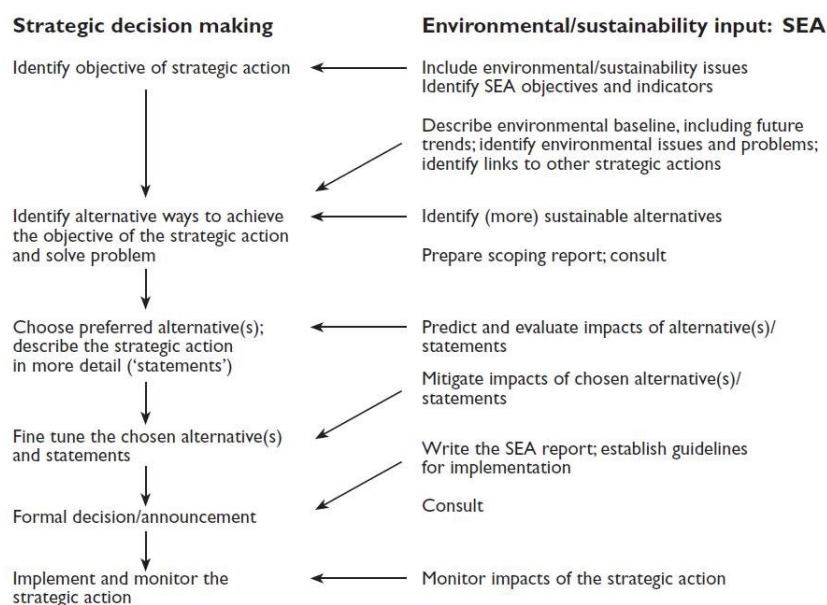 Strategic decision making
Environmental/sustainability input: SEA
Identify objective of strategic action
Include environmental/sustainability issues
Identify SEA objectives and indicators
Describe environmental baseline, including future
trends; identify environmental issues and problems;
identify links to other strategic actions
Identify alternative ways to achieve
the objective of the strategic action
and solve problem
Identify (more) sustainable alternatives
Prepare scoping report; consult
Choose preferred alternative(s);
describe the strategic action
in more detail (‘statements’)
Predict and evaluate impacts of alternative(s)/
statements
Mitigate impacts of chosen alternative(s)/
statements
Fine tune the chosen alternative(s)
and statements
Write the SEA report; establish guidelines
for implementation
Formal decision/announcement
Consult
Implement and monitor the
strategic action
Monitor impacts of the strategic action